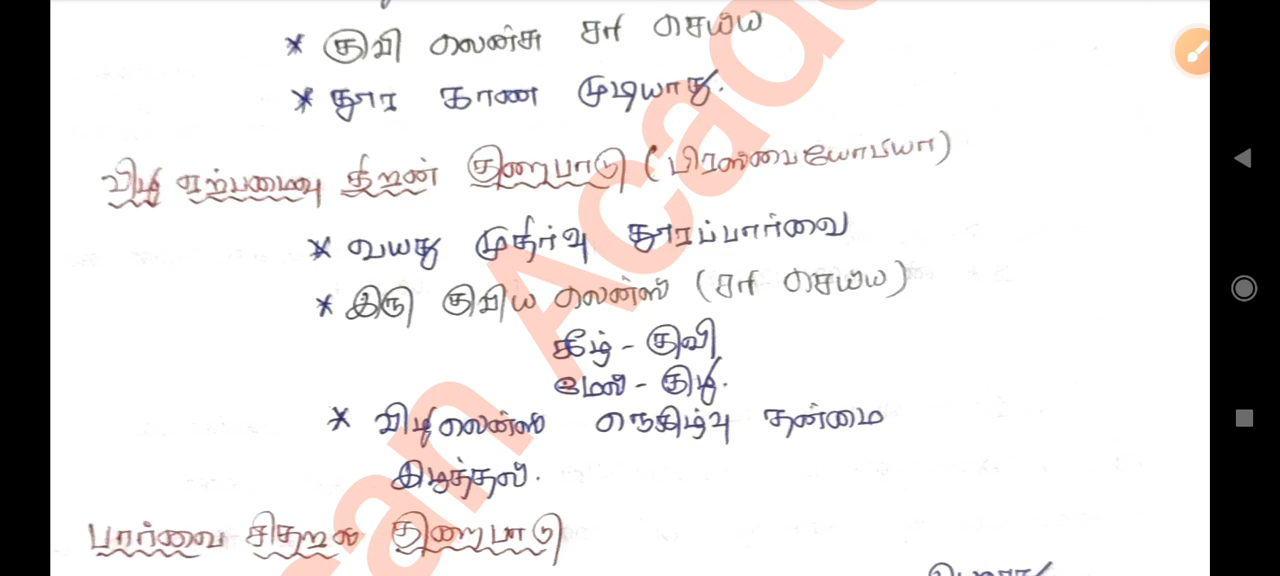 * குவி லென்சு சரி செய்ய
* தூர காண முடியாது.
விழி ஏற்பமைவு திறன் குறைபாடு (பிரஸ்பையோபியா)
* வயது முதிர்வு தூரப்பார்வை
* இரு குவிய லென்ஸ் (சரி செய்ய)
கீழ் - குவி
மேல் - குழி.
* விழிலென்ஸ் நெகிழ்வு தன்மை
இழத்தல்.
பார்வை சிதறல் குறைபாடு